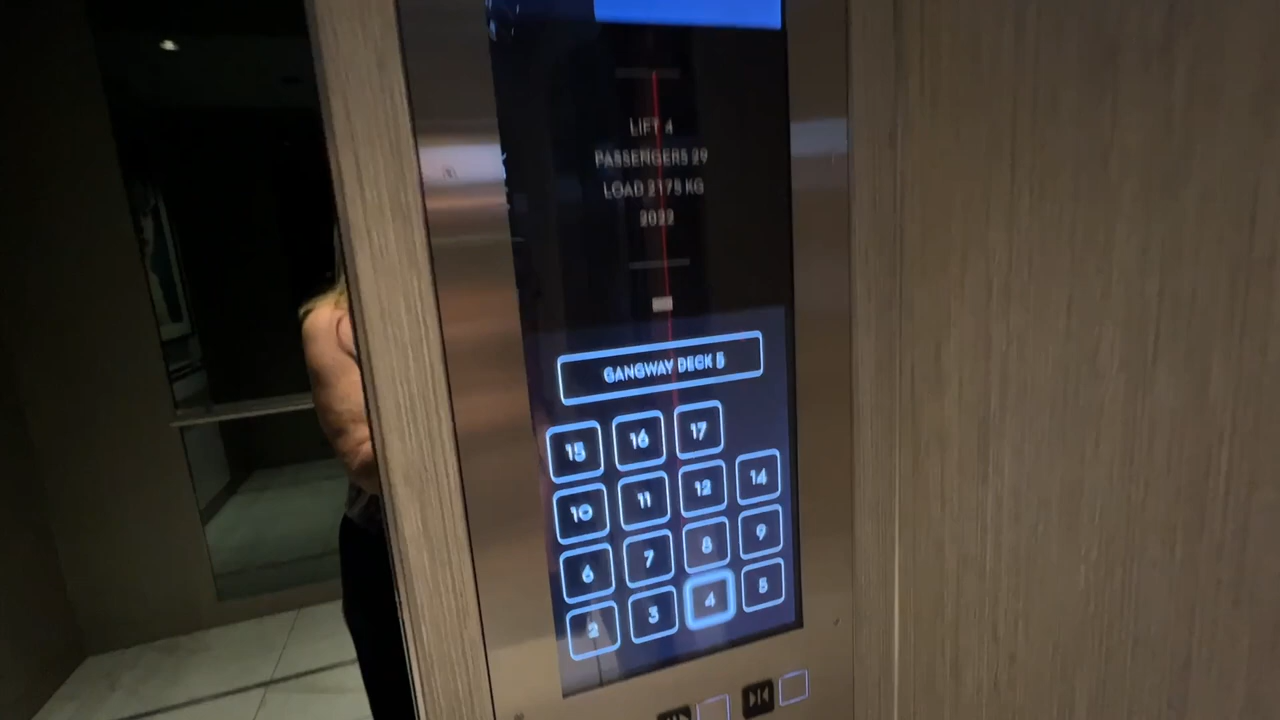 LIFT 4
PASSENGERS 29
LOAD 2175 KG
2022
GANGWAY DECK 5
15 16 17
10 11 12 14
6 7 8 9
2 3 4 5